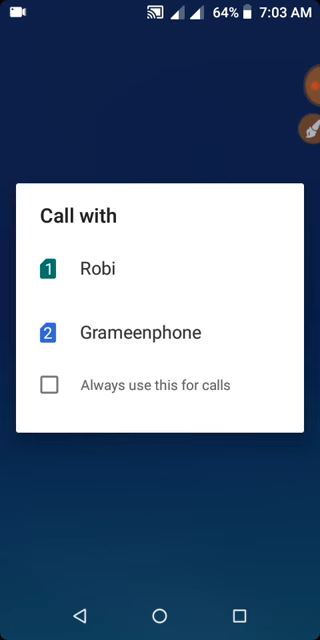 64% 7:03 AM
Call with
1 Robi
2 Grameenphone
Always use this for calls